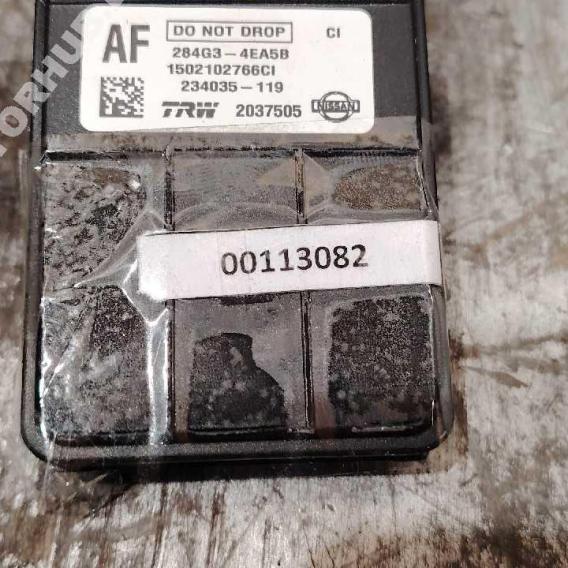 AF
DO NOT DROP
CI
284G3-4EA5B
1502102766CI
234035-119
TRW 2037505 NISSAN
00113082